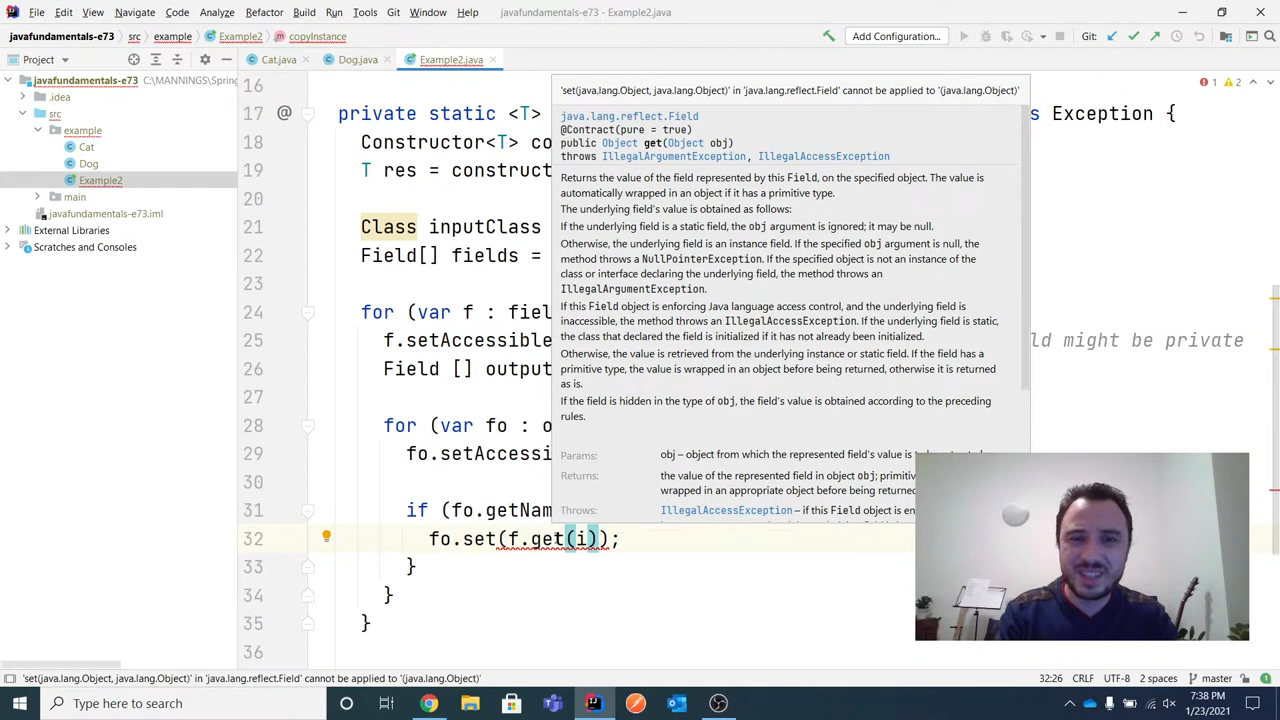 File Edit View Navigate Code Analyze Refactor Build Run Tools Git Window Help javafundamentals-e73 - Example2.java
javafundamentals-e73 src example Example2 copyInstance Add Configuration... Git:
Project Cat.java Dog.java Example2.java
javafundamentals-e73 C:\MANNINGS\Spring
.idea
src
example
Cat
Dog
Example2
main
javafundamentals-e73.iml
External Libraries
Scratches and Consoles
16
17 @ private static <T> s Exception {
18 Constructor<T> co
19 T res = construct
20
21 Class inputClass
22 Field[] fields =
23
24 for (var f : fiel
25 f.setAccessible ld might be private
26 Field [] output
27
28 for (var fo : o
29 fo.setAccessi
30
31 if (fo.getNam
32 fo.set(f.get(i));
33 }
34 }
35 }
36
1 2
'set(java.lang.Object, java.lang.Object)' in 'java.lang.reflect.Field' cannot be applied to '(java.lang.Object)'
java.lang.reflect.Field
@Contract(pure = true)
public Object get(Object obj)
throws IllegalArgumentException, IllegalAccessException
Returns the value of the field represented by this Field, on the specified object. The value is
automatically wrapped in an object if it has a primitive type.
The underlying field's value is obtained as follows:
If the underlying field is a static field, the obj argument is ignored; it may be null.
Otherwise, the underlying field is an instance field. If the specified obj argument is null, the
method throws a NullPointerException. If the specified object is not an instance of the
class or interface declaring the underlying field, the method throws an
IllegalArgumentException.
If this Field object is enforcing Java language access control, and the underlying field is
inaccessible, the method throws an IllegalAccessException. If the underlying field is static,
the class that declared the field is initialized if it has not already been initialized.
Otherwise, the value is retrieved from the underlying instance or static field. If the field has a
primitive type, the value is wrapped in an object before being returned, otherwise it is returned
as is.
If the field is hidden in the type of obj, the field's value is obtained according to the preceding
rules.
Params: obj – object from which the represented field's value is
Returns: the value of the represented field in object obj; primitiv
wrapped in an appropriate object before being returned
Throws: IllegalAccessException – if this Field object is en
'set(java.lang.Object, java.lang.Object)' in 'java.lang.reflect.Field' cannot be applied to '(java.lang.Object)' 32:26 CRLF UTF-8 2 spaces master
Type here to search
7:38 PM
1/23/2021